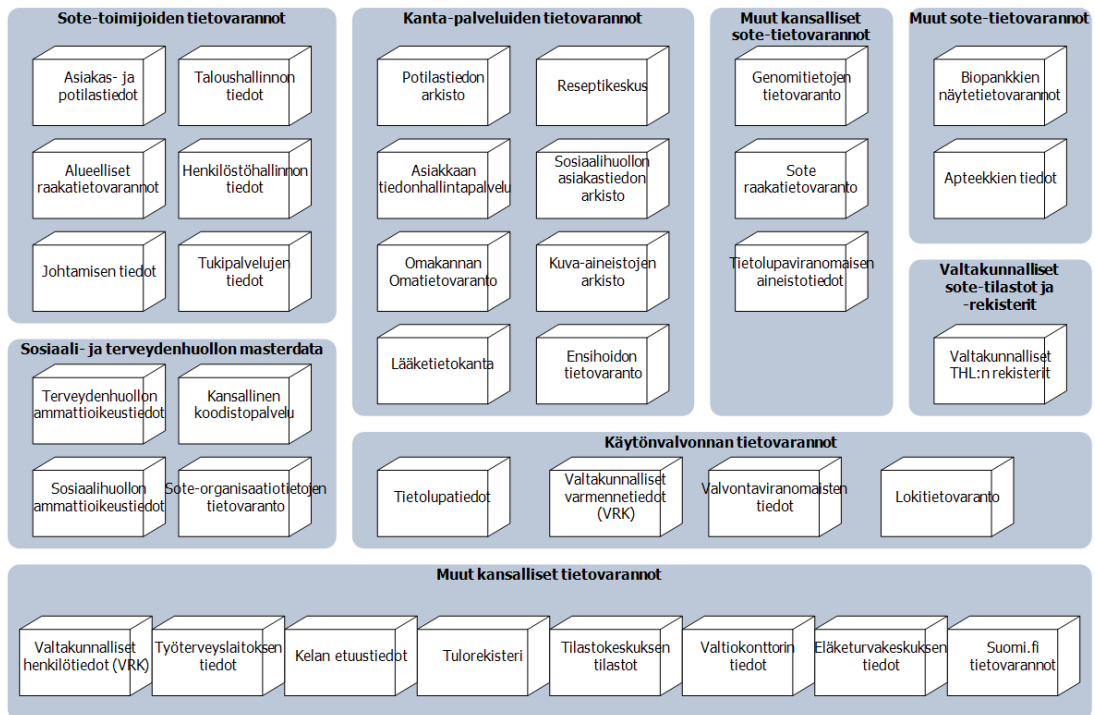 Sote-toimijoiden tietovarannot
Asiakas- ja
potilastiedot
Taloushallinnon
tiedot
Alueelliset
raakatietovarannot
Henkilöstöhallinnon
tiedot
Johtamisen tiedot
Tukipalvelujen
tiedot
Kanta-palveluiden tietovarannot
Potilastiedon
arkisto
Reseptikeskus
Asiakkaan
tiedonhallintapalvelu
Sosiaalihuollon
asiakastiedon
arkisto
Omakannan
Omatietovaranto
Kuva-aineistojen
arkisto
Lääketietokanta
Ensihoidon
tietovaranto
Muut kansalliset
sote-tietovarannot
Genomitietojen
tietovaranto
Sote
raakatietovaranto
Tietolupaviranomaisen
aineistotiedot
Muut sote-tietovarannot
Biopankkien
näytetietovarannot
Apteekkien tiedot
Valtakunnalliset
sote-tilastot ja
-rekisterit
Valtakunnalliset
THL:n rekisterit
Sosiaali- ja terveydenhuollon masterdata
Terveydenhuollon
ammattioikeustiedot
Kansallinen
koodistopalvelu
Sosiaalihuollon
ammattioikeustiedot
Sote-organisaatiotietojen
tietovaranto
Käytönvalvonnan tietovarannot
Tietolupatiedot
Valtakunnalliset
varmennetiedot
(VRK)
Valvontaviranomaisten
tiedot
Lokitietovaranto
Muut kansalliset tietovarannot
Valtakunnalliset
henkilötiedot (VRK)
Työterveyslaitoksen
tiedot
Kelan etuustiedot
Tulorekisteri
Tilastokeskuksen
tilastot
Valtiokonttorin
tiedot
Eläketurvakeskuksen
tiedot
Suomi.fi
tietovarannot